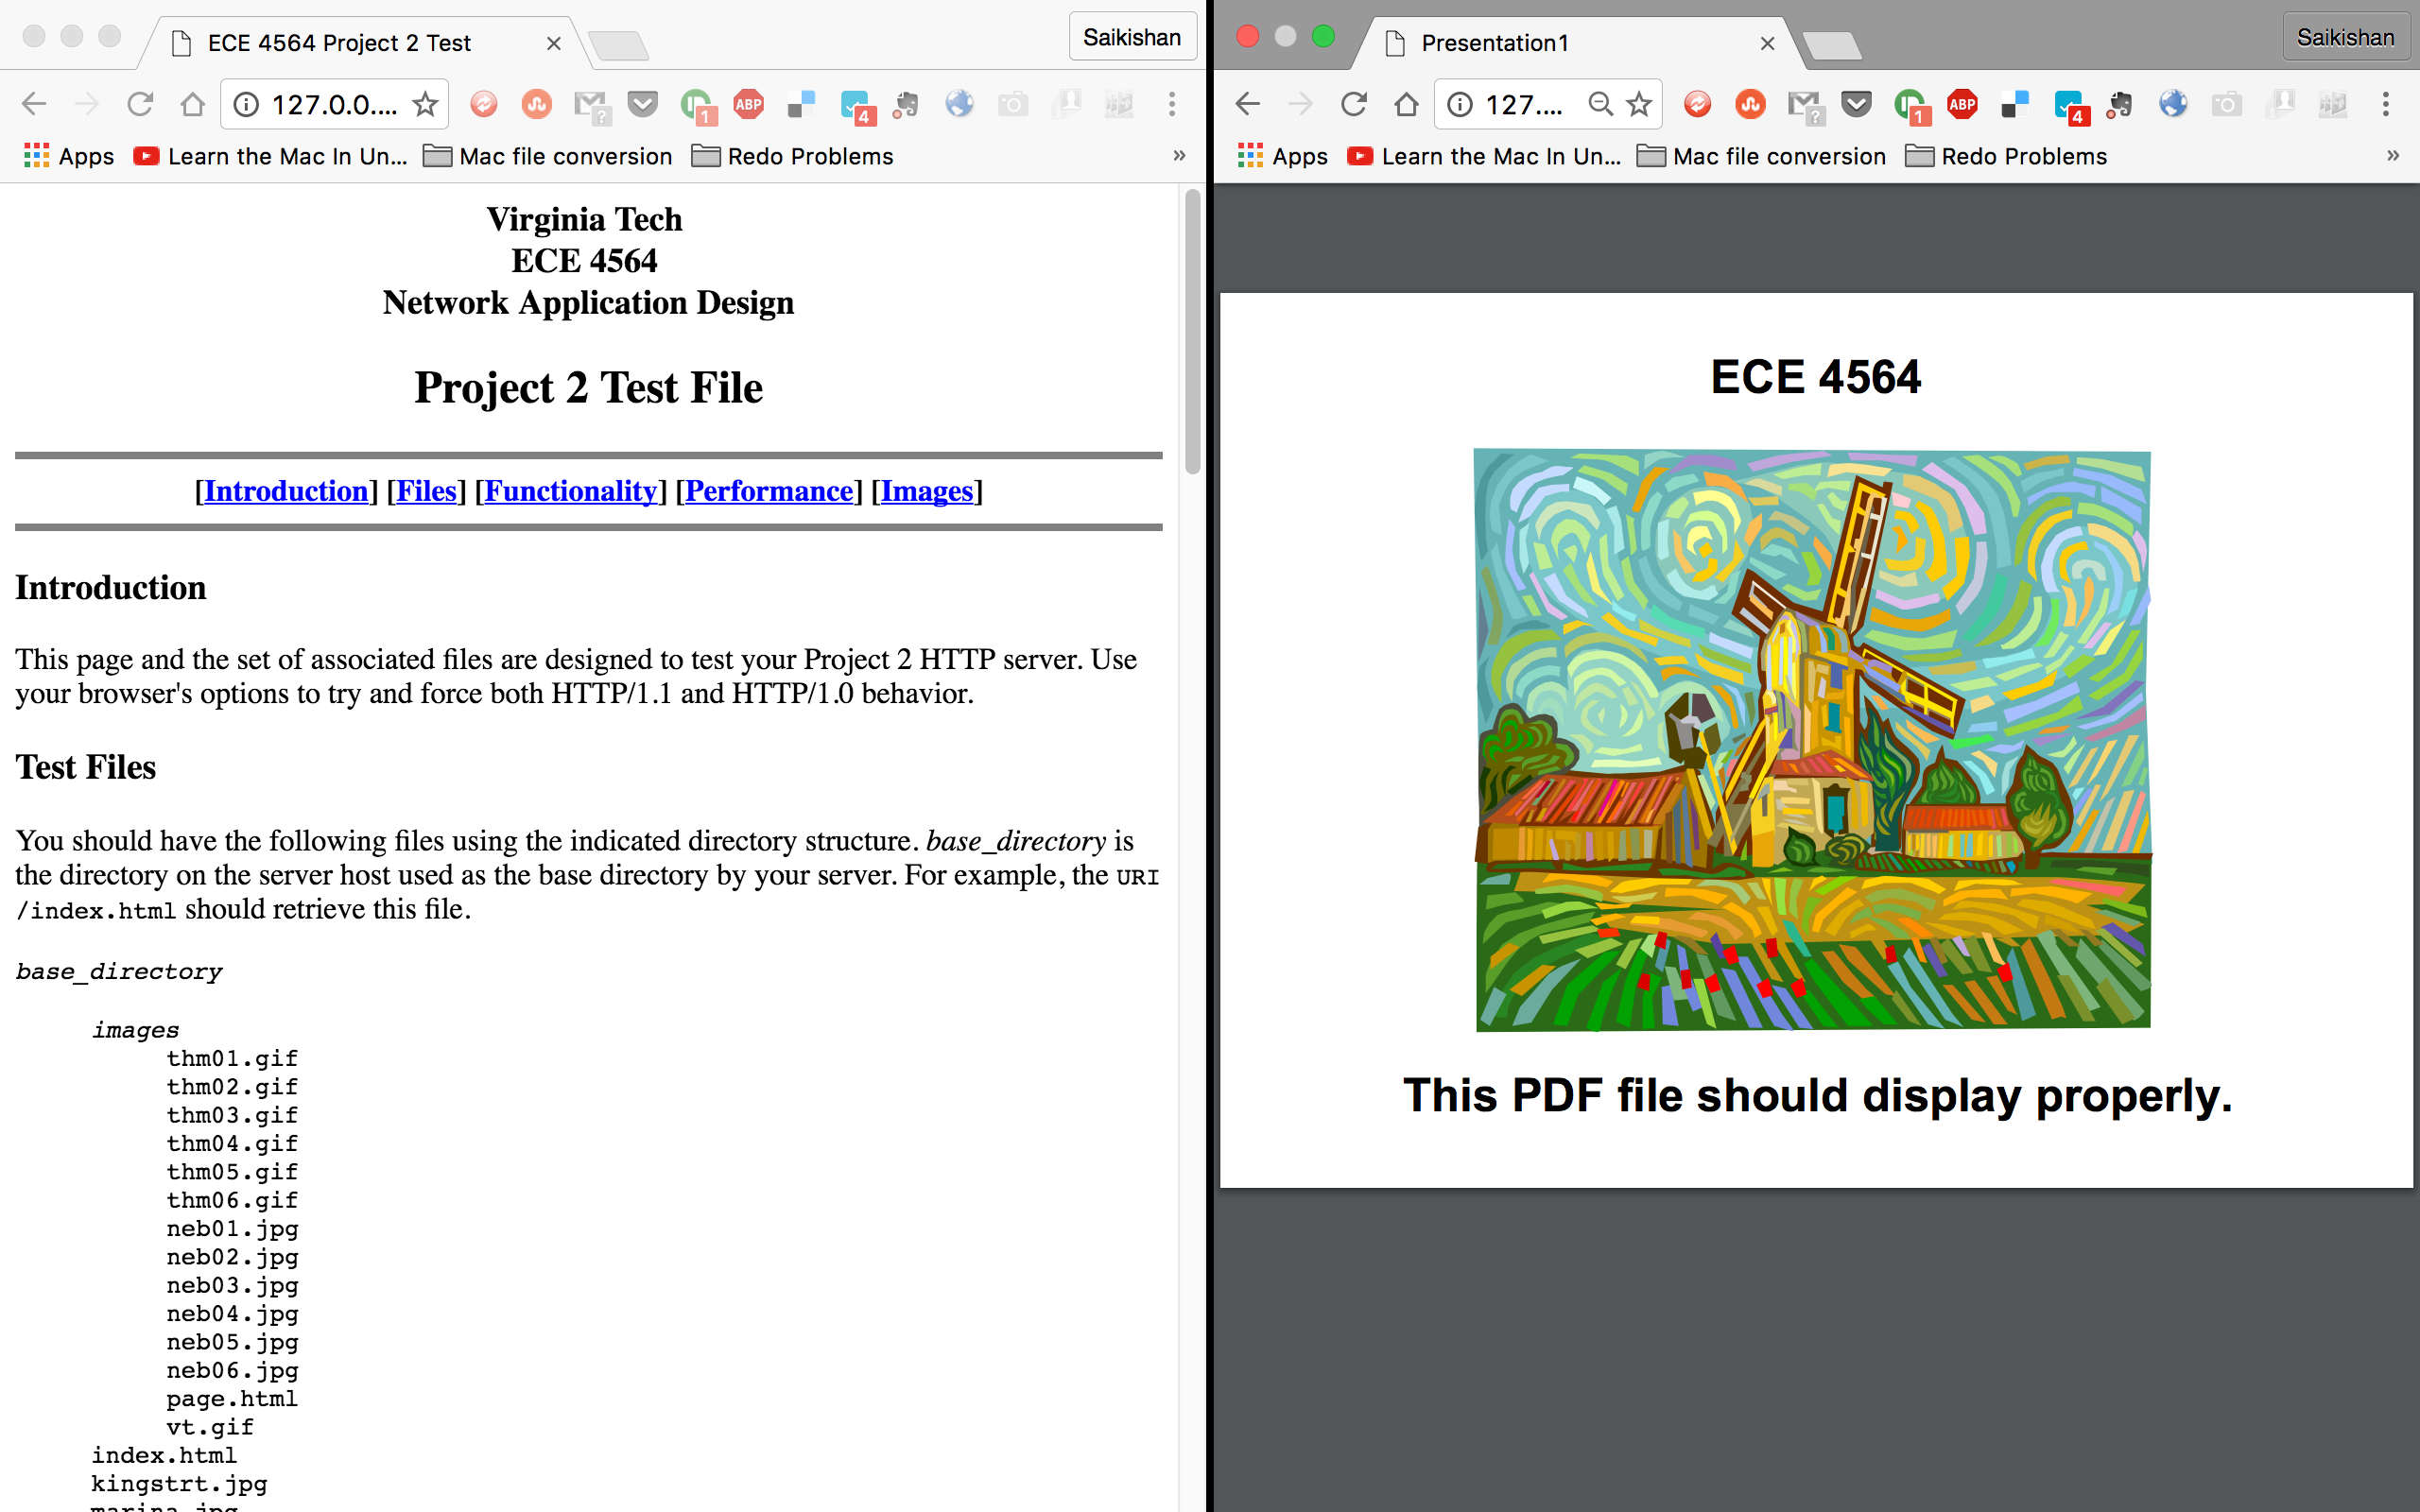 ECE 4564 Project 2 Test
Saikishan
127.0.0....
?
1
ABP
4
Apps
Learn the Mac In Un...
Mac file conversion
Redo Problems
»
Virginia Tech
ECE 4564
Network Application Design
Project 2 Test File
[Introduction] [Files] [Functionality] [Performance] [Images]
Introduction
This page and the set of associated files are designed to test your Project 2 HTTP server. Use
your browser's options to try and force both HTTP/1.1 and HTTP/1.0 behavior.
Test Files
You should have the following files using the indicated directory structure. base_directory is
the directory on the server host used as the base directory by your server. For example, the URI
/index.html should retrieve this file.
base_directory
images
thm01.gif
thm02.gif
thm03.gif
thm04.gif
thm05.gif
thm06.gif
neb01.jpg
neb02.jpg
neb03.jpg
neb04.jpg
neb05.jpg
neb06.jpg
page.html
vt.gif
index.html
kingstrt.jpg
marina.jpg
Presentation1
Saikishan
127....
?
1
ABP
4
Apps
Learn the Mac In Un...
Mac file conversion
Redo Problems
»
ECE 4564
This PDF file should display properly.